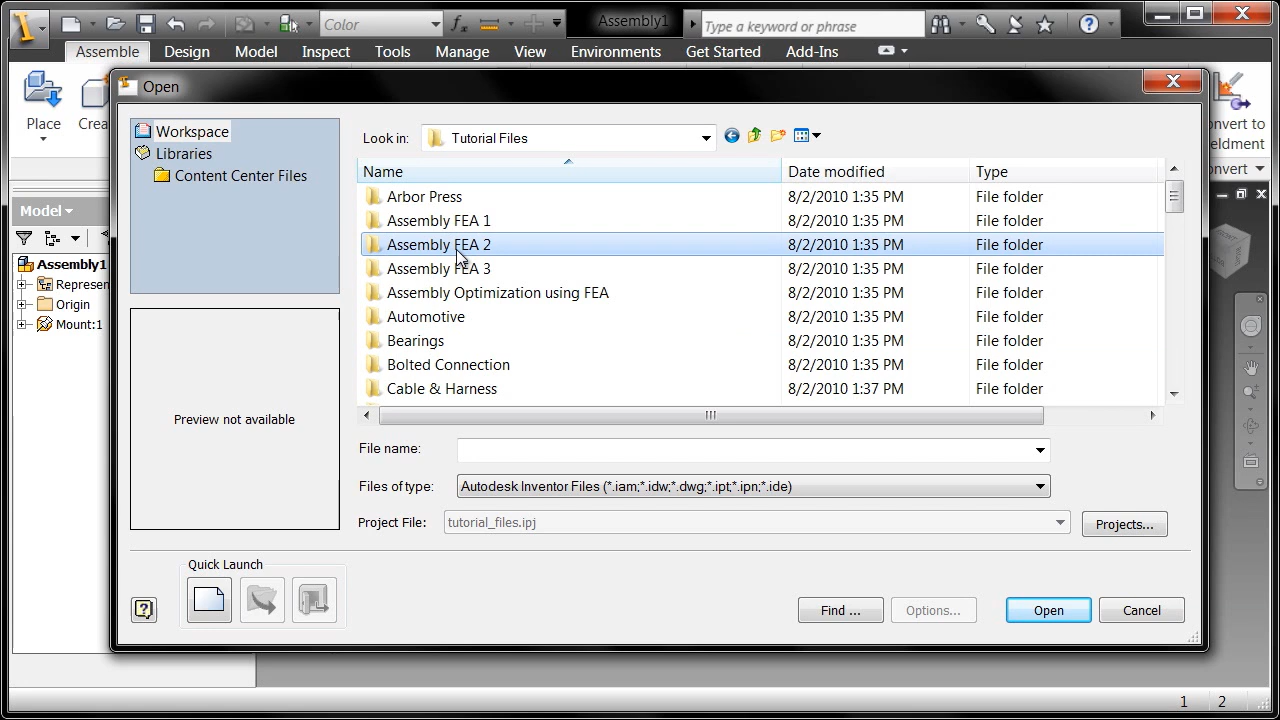 Color
Assembly1
Type a keyword or phrase
Assemble Design Model Inspect Tools Manage View Environments Get Started Add-Ins
Open
Place
Crea
onvert to
eldment
onvert
Model
Assembly1
Represen
Origin
Mount:1
Workspace
Libraries
Content Center Files
Preview not available
Look in: Tutorial Files
Name Date modified Type
Arbor Press 8/2/2010 1:35 PM File folder
Assembly FEA 1 8/2/2010 1:35 PM File folder
Assembly FEA 2 8/2/2010 1:35 PM File folder
Assembly FEA 3 8/2/2010 1:35 PM File folder
Assembly Optimization using FEA 8/2/2010 1:35 PM File folder
Automotive 8/2/2010 1:35 PM File folder
Bearings 8/2/2010 1:35 PM File folder
Bolted Connection 8/2/2010 1:35 PM File folder
Cable & Harness 8/2/2010 1:37 PM File folder
File name:
Files of type: Autodesk Inventor Files (*.iam;*.idw;*.dwg;*.ipt;*.ipn;*.ide)
Project File: tutorial_files.ipj Projects...
Quick Launch
Find ... Options... Open Cancel
1 2